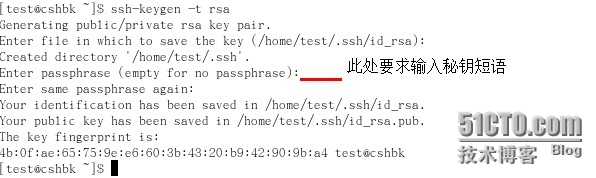 [test@cshbk ~]$ ssh-keygen -t rsa
Generating public/private rsa key pair.
Enter file in which to save the key (/home/test/.ssh/id_rsa):
Created directory '/home/test/.ssh'.
Enter passphrase (empty for no passphrase): 此处要求输入秘钥短语
Enter same passphrase again:
Your identification has been saved in /home/test/.ssh/id_rsa.
Your public key has been saved in /home/test/.ssh/id_rsa.pub.
The key fingerprint is:
4b:0f:ae:65:75:9e:e6:60:3b:43:20:b9:42:90:9b:a4 test@cshbk
[test@cshbk ~]$
51CTO.com
技术博客 Blog